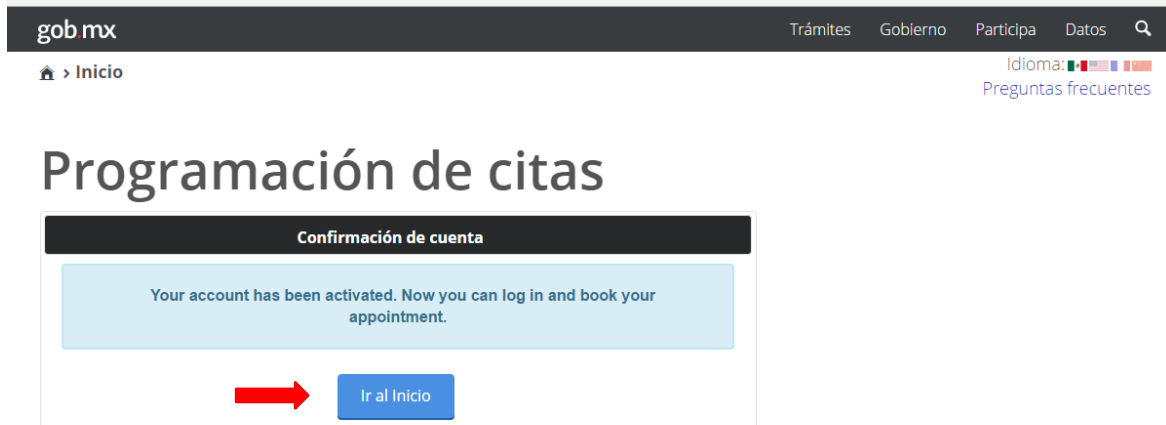 gob.mx Trámites Gobierno Participa Datos
> Inicio
Idioma:
Preguntas frecuentes
Programación de citas
Confirmación de cuenta
Your account has been activated. Now you can log in and book your
appointment.
Ir al Inicio